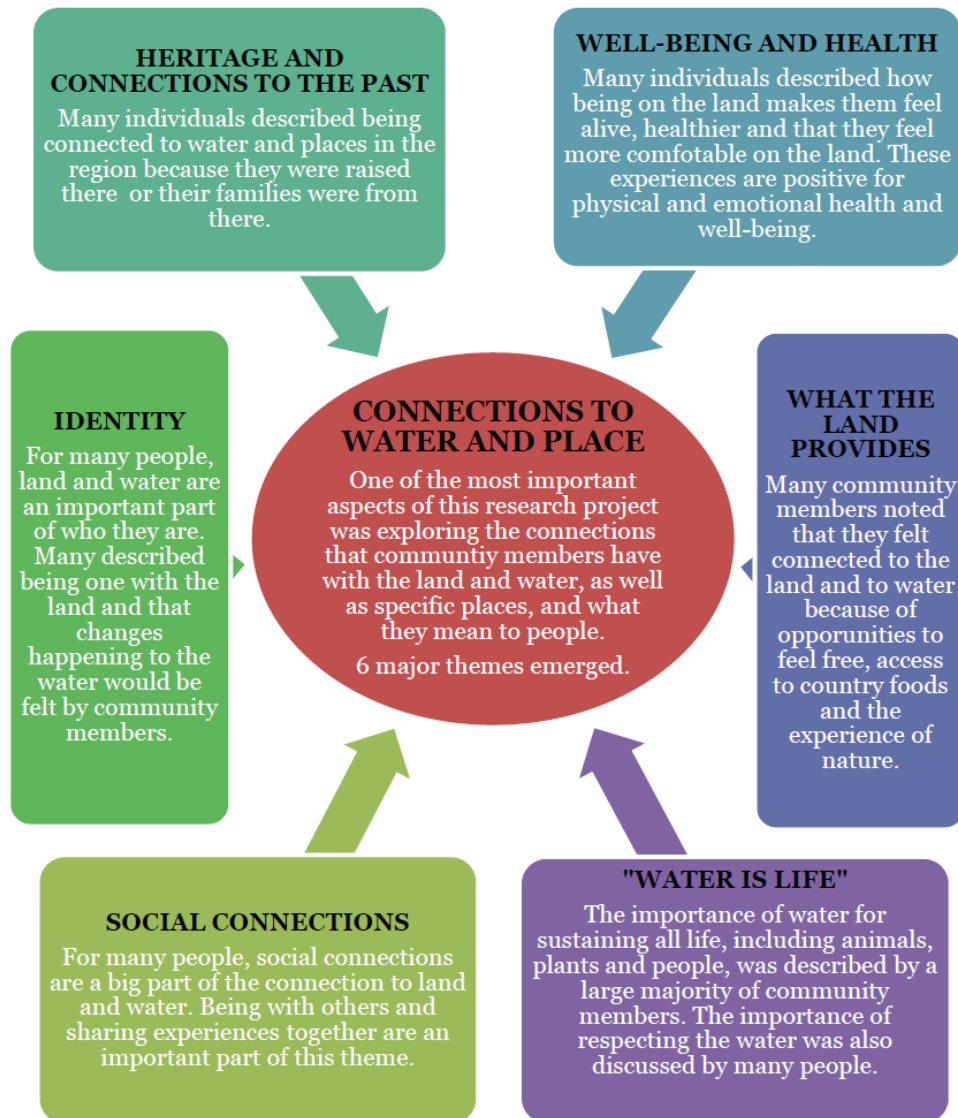 HERITAGE AND
CONNECTIONS TO THE PAST
Many individuals described being
connected to water and places in the
region because they were raised
there or their families were from
there.
WELL-BEING AND HEALTH
Many individuals described how
being on the land makes them feel
alive, healthier and that they feel
more comfotable on the land. These
experiences are positive for
physical and emotional health and
well-being.
IDENTITY
For many people,
land and water are
an important part
of who they are.
Many described
being one with the
land and that
changes
happening to the
water would be
felt by community
members.
CONNECTIONS TO
WATER AND PLACE
One of the most important
aspects of this research project
was exploring the connections
that communtiy members have
with the land and water, as well
as specific places, and what
they mean to people.
6 major themes emerged.
WHAT THE
LAND
PROVIDES
Many community
members noted
that they felt
connected to the
land and to water
because of
opporunities to
feel free, access
to country foods
and the
experience of
nature.
SOCIAL CONNECTIONS
For many people, social connections
are a big part of the connection to land
and water. Being with others and
sharing experiences together are an
important part of this theme.
"WATER IS LIFE"
The importance of water for
sustaining all life, including animals,
plants and people, was described by a
large majority of community
members. The importance of
respecting the water was also
discussed by many people.